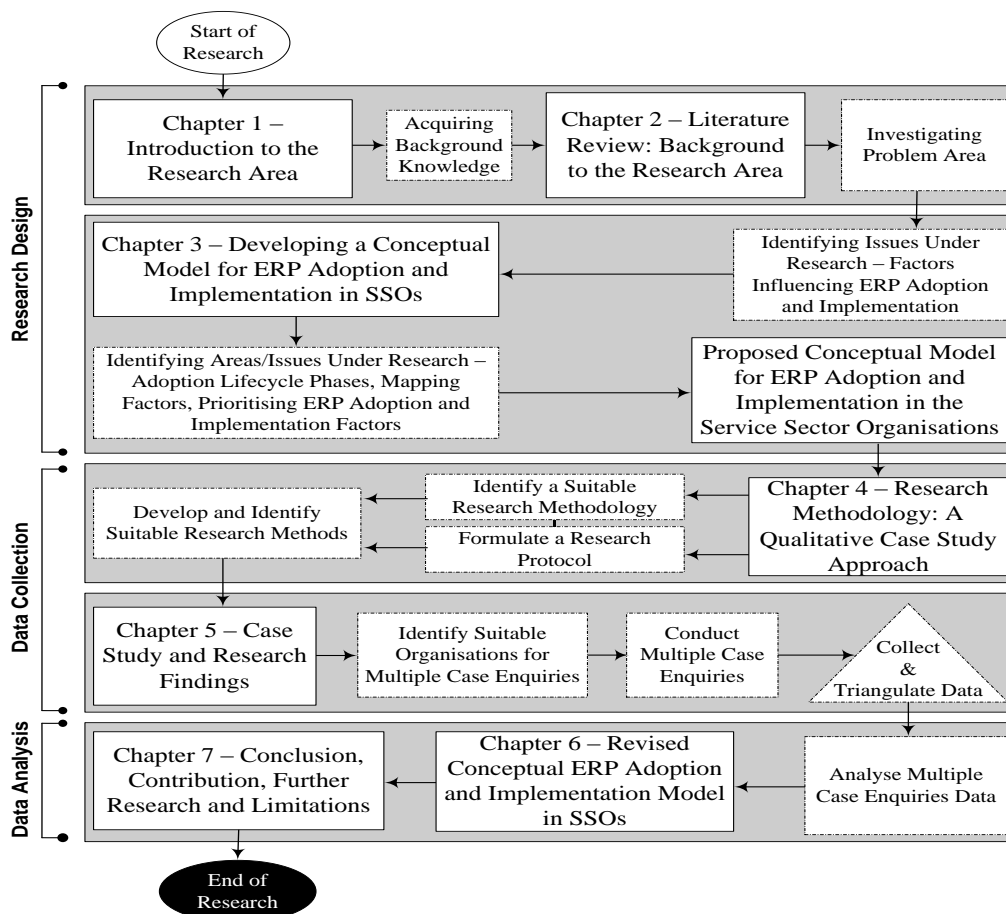 Start of
Research
Research Design
Chapter 1 –
Introduction to the
Research Area
Acquiring
Background
Knowledge
Chapter 2 – Literature
Review: Background
to the Research Area
Investigating
Problem Area
Chapter 3 – Developing a Conceptual
Model for ERP Adoption and
Implementation in SSOs
Identifying Issues Under
Research – Factors
Influencing ERP Adoption
and Implementation
Identifying Areas/Issues Under Research –
Adoption Lifecycle Phases, Mapping
Factors, Prioritising ERP Adoption and
Implementation Factors
Proposed Conceptual Model
for ERP Adoption and
Implementation in the
Service Sector Organisations
Data Collection
Develop and Identify
Suitable Research Methods
Identify a Suitable
Research Methodology
Formulate a Research
Protocol
Chapter 4 – Research
Methodology: A
Qualitative Case Study
Approach
Chapter 5 – Case
Study and Research
Findings
Identify Suitable
Organisations for
Multiple Case Enquiries
Conduct
Multiple Case
Enquiries
Collect
&
Triangulate Data
Data Analysis
Chapter 7 – Conclusion,
Contribution, Further
Research and Limitations
Chapter 6 – Revised
Conceptual ERP Adoption
and Implementation Model
in SSOs
Analyse Multiple
Case Enquiries Data
End of
Research